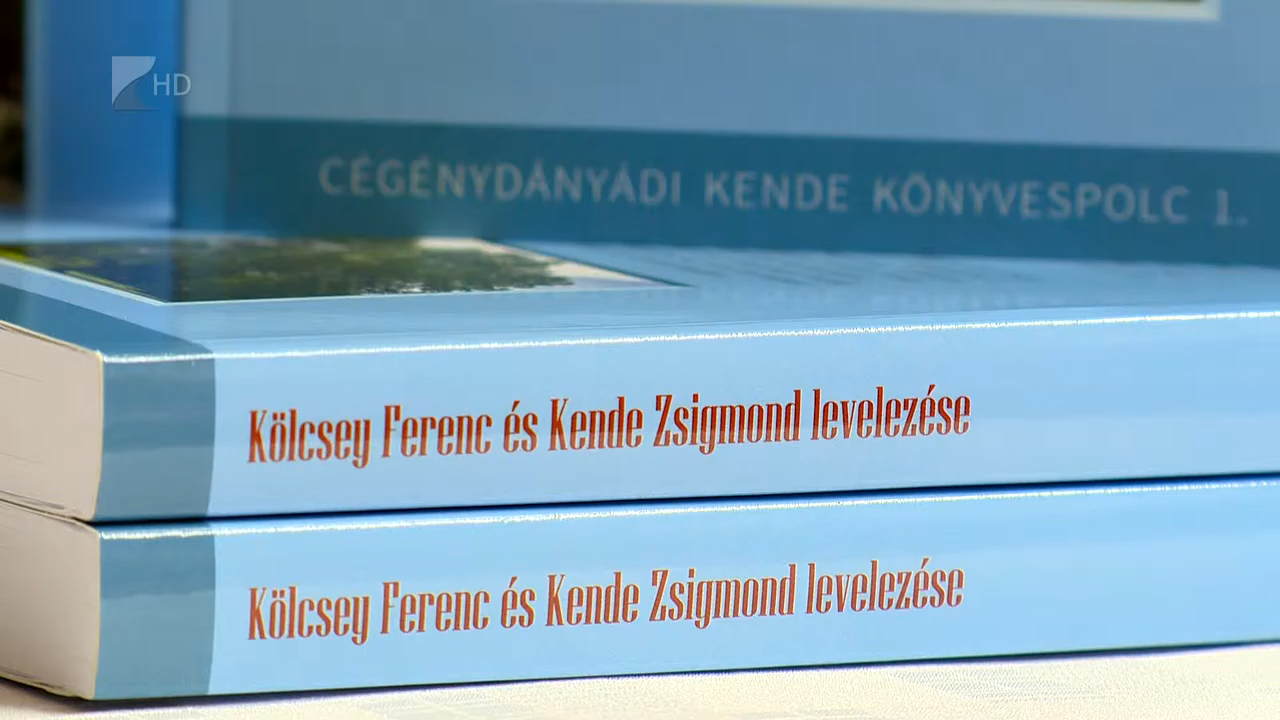 HD
CÉGÉNYDÁNYÁDI KENDE KÖNYVESPOLC 1.
Kölcsey Ferenc és Kende Zsigmond levelezése
Kölcsey Ferenc és Kende Zsigmond levelezése